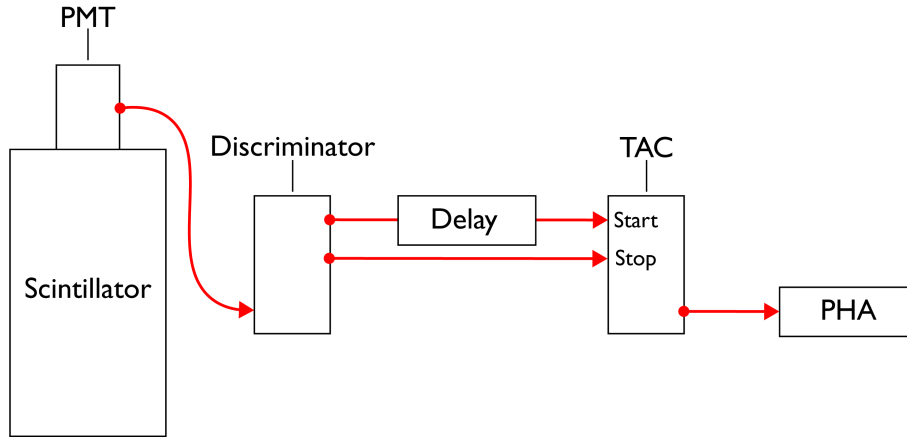 PMT
Discriminator
TAC
Delay
Start
Stop
Scintillator
PHA